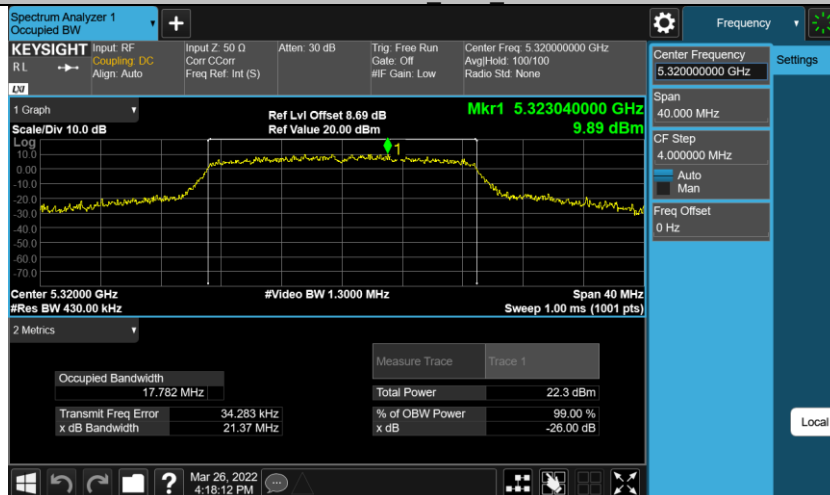 Spectrum Analyzer 1
Occupied BW
Frequency
KEYSIGHT
RL
LXI
Input: RF
Coupling: DC
Align: Auto
Input Z: 50 Ω
Corr CCorr
Freq Ref: Int (S)
Atten: 30 dB
Trig: Free Run
Gate: Off
#IF Gain: Low
Center Freq: 5.320000000 GHz
Avg|Hold: 100/100
Radio Std: None
Center Frequency
5.320000000 GHz
Settings
Span
40.000 MHz
CF Step
4.000000 MHz
Auto
Man
Freq Offset
0 Hz
Local
1 Graph
Scale/Div 10.0 dB
Ref Lvl Offset 8.69 dB
Ref Value 20.00 dBm
Mkr1 5.323040000 GHz
9.89 dBm
Log
10.0
0.00
-10.0
-20.0
-30.0
-40.0
-50.0
-60.0
-70.0
1
Center 5.32000 GHz
#Res BW 430.00 kHz
#Video BW 1.3000 MHz
Span 40 MHz
Sweep 1.00 ms (1001 pts)
2 Metrics
Measure Trace Trace 1
Occupied Bandwidth
17.782 MHz
Total Power 22.3 dBm
Transmit Freq Error 34.283 kHz
% of OBW Power 99.00 %
x dB Bandwidth 21.37 MHz
x dB -26.00 dB
Mar 26, 2022
4:18:12 PM